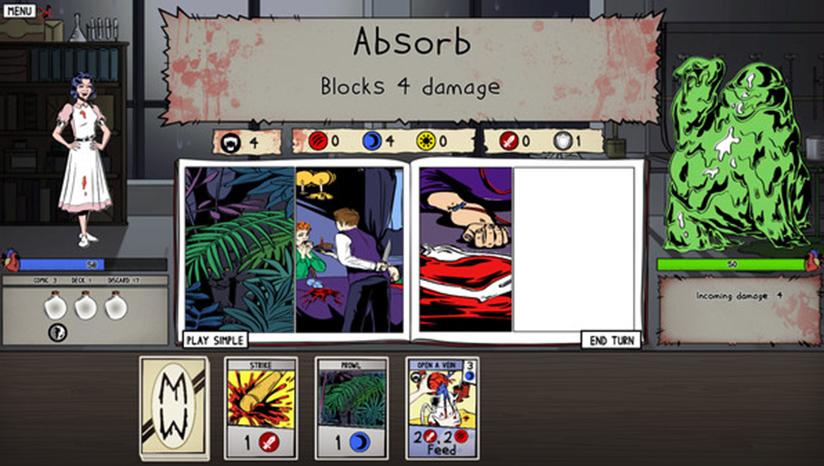 MENU
Absorb
Blocks 4 damage
4
0
4
0
0
1
50
50
COMIC 3 DECK 1 DISCARD 17
Incoming damage 4
PLAY SIMPLE
END TURN
MW
STRIKE
1
PROWL
1
OPEN A VEIN
3
2, 2
Feed